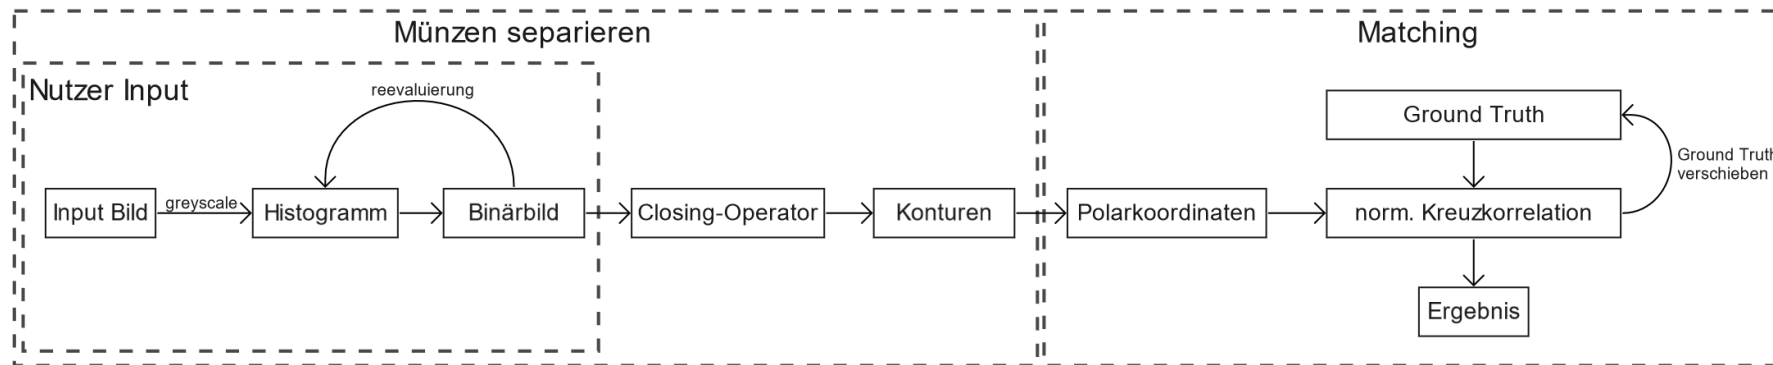 Münzen separieren
Matching
Nutzer Input
reevaluierung
Ground Truth
Ground Truth
verschieben
Input Bild
greyscale
Histogramm
Binärbild
Closing-Operator
Konturen
Polarkoordinaten
norm. Kreuzkorrelation
Ergebnis